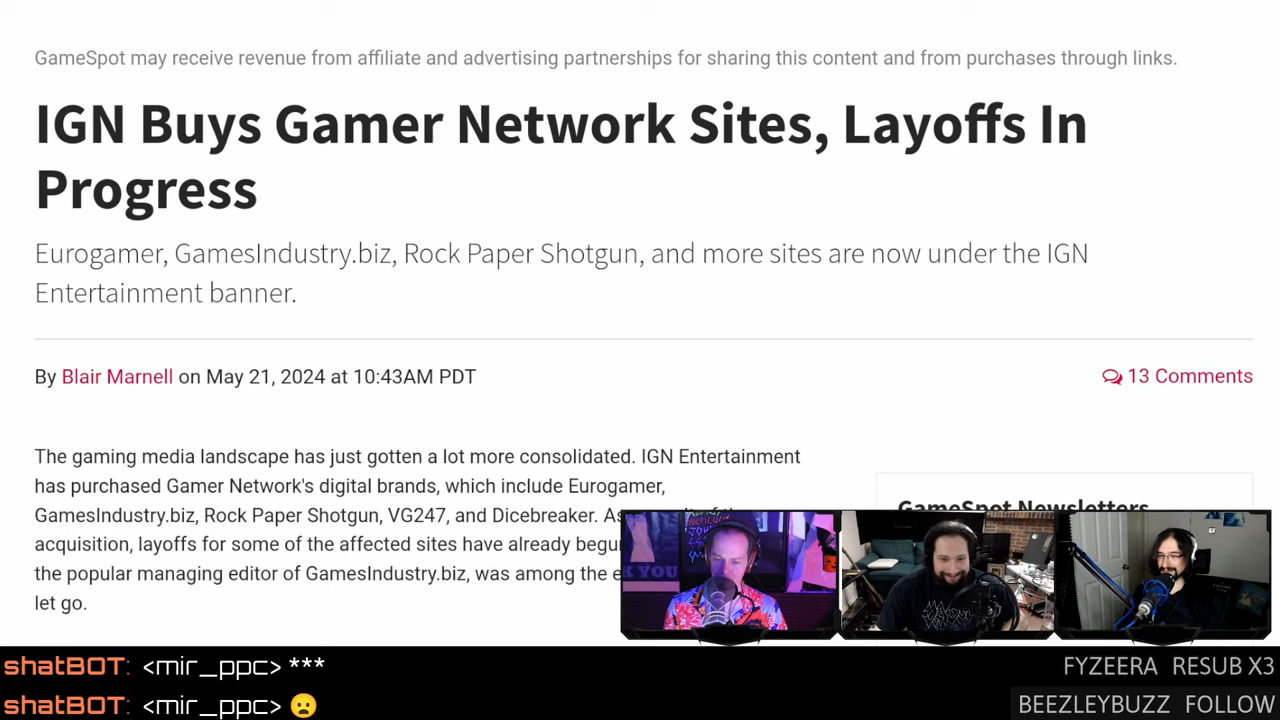 GameSpot may receive revenue from affiliate and advertising partnerships for sharing this content and from purchases through links.
IGN Buys Gamer Network Sites, Layoffs In
Progress
Eurogamer, GamesIndustry.biz, Rock Paper Shotgun, and more sites are now under the IGN
Entertainment banner.
By Blair Marnell on May 21, 2024 at 10:43AM PDT
13 Comments
The gaming media landscape has just gotten a lot more consolidated. IGN Entertainment
has purchased Gamer Network's digital brands, which include Eurogamer,
GamesIndustry.biz, Rock Paper Shotgun, VG247, and Dicebreaker. As
acquisition, layoffs for some of the affected sites have already begu
the popular managing editor of GamesIndustry.biz, was among the e
let go.
GameSpot Newsletters
K YOU
shatBOT: <mir_ppc> ***
shatBOT: <mir_ppc> 😦
FYZEERA RESUB X3
BEEZLEYBUZZ FOLLOW